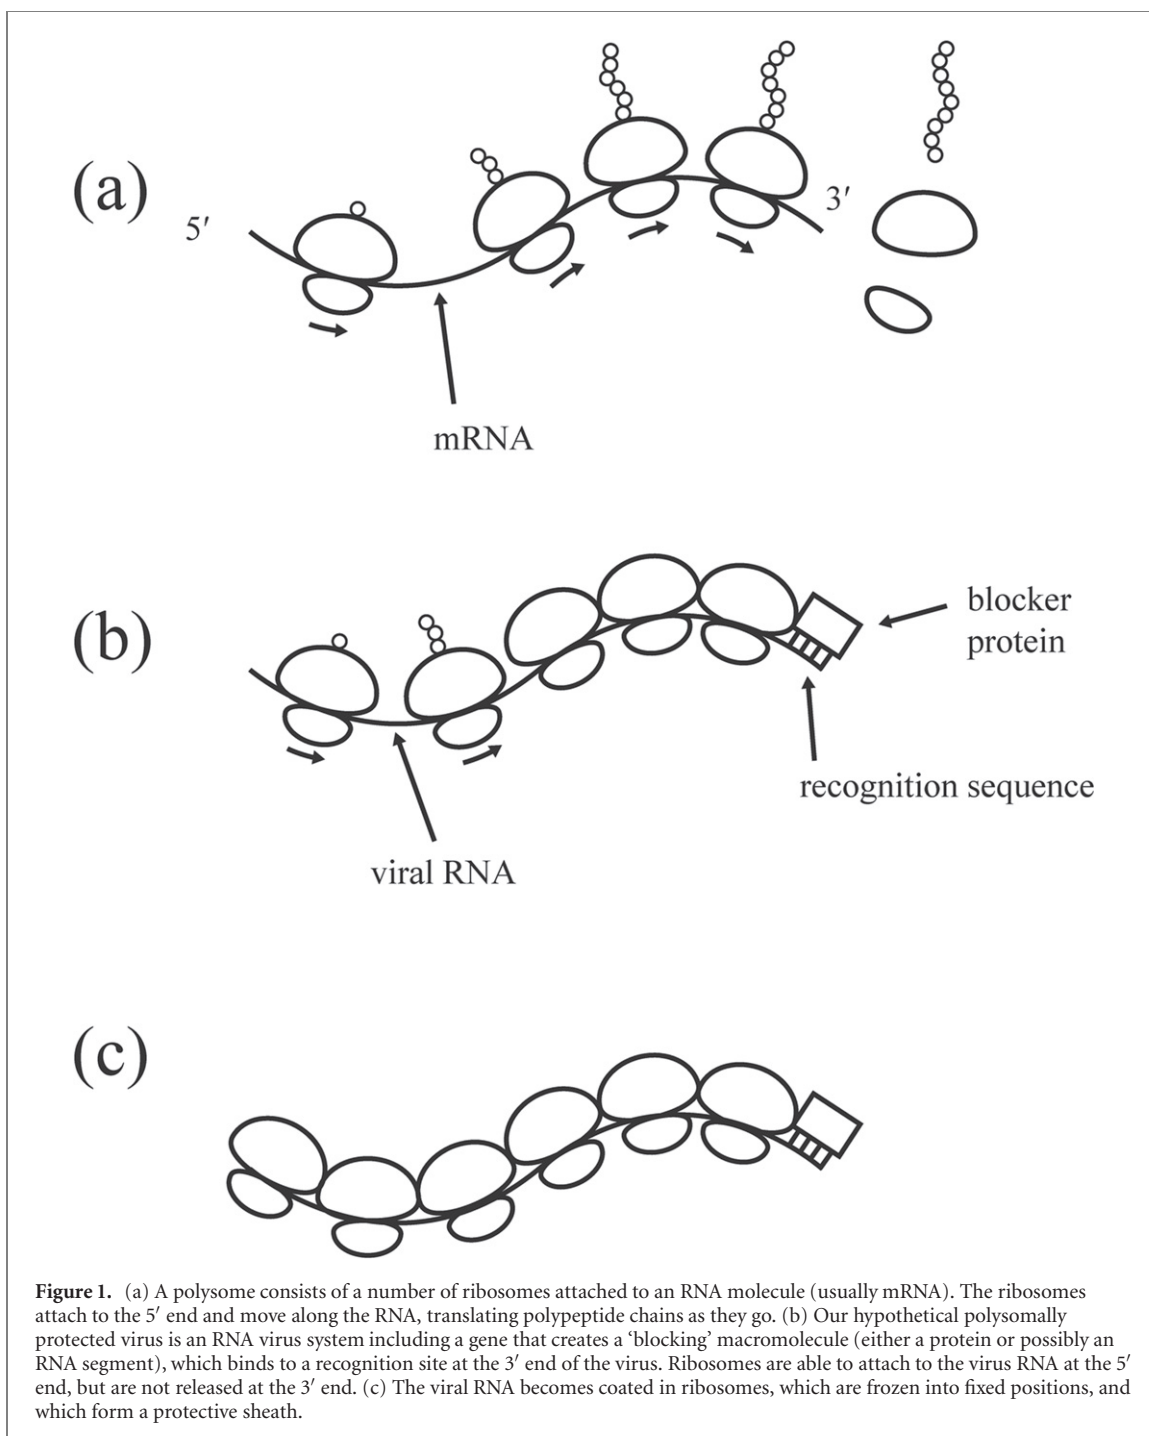 (a)
5′
3′
mRNA
(b)
blocker
protein
recognition sequence
viral RNA
(c)
Figure 1. (a) A polysome consists of a number of ribosomes attached to an RNA molecule (usually mRNA). The ribosomes
attach to the 5′ end and move along the RNA, translating polypeptide chains as they go. (b) Our hypothetical polysomally
protected virus is an RNA virus system including a gene that creates a ‘blocking’ macromolecule (either a protein or possibly an
RNA segment), which binds to a recognition site at the 3′ end of the virus. Ribosomes are able to attach to the virus RNA at the 5′
end, but are not released at the 3′ end. (c) The viral RNA becomes coated in ribosomes, which are frozen into fixed positions, and
which form a protective sheath.